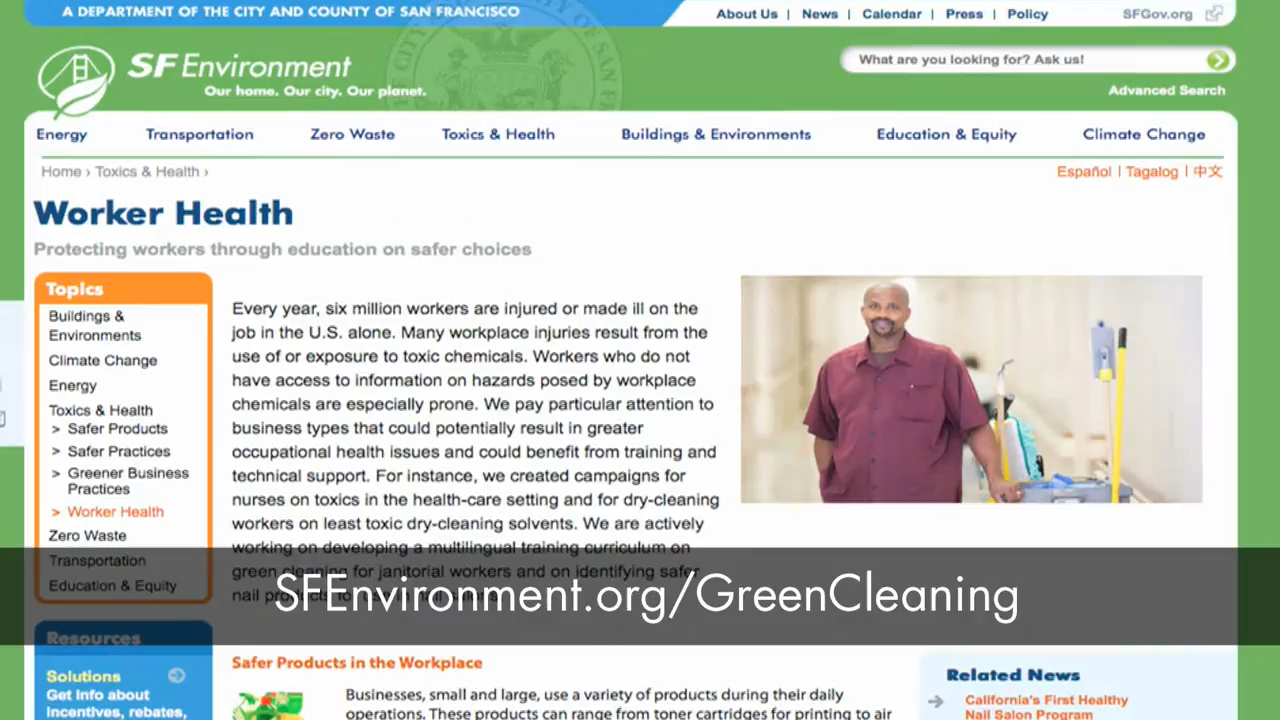 A DEPARTMENT OF THE CITY AND COUNTY OF SAN FRANCISCO
About Us | News | Calendar | Press | Policy
SFGov.org
SF Environment
Our home. Our city. Our planet.
What are you looking for? Ask us!
Advanced Search
Energy
Transportation
Zero Waste
Toxics & Health
Buildings & Environments
Education & Equity
Climate Change
Home › Toxics & Health ›
Español | Tagalog | 中文
Worker Health
Protecting workers through education on safer choices
Topics
Buildings &
Environments
Climate Change
Energy
Toxics & Health
> Safer Products
> Safer Practices
> Greener Business
Practices
> Worker Health
Zero Waste
Transportation
Education & Equity
Every year, six million workers are injured or made ill on the
job in the U.S. alone. Many workplace injuries result from the
use of or exposure to toxic chemicals. Workers who do not
have access to information on hazards posed by workplace
chemicals are especially prone. We pay particular attention to
business types that could potentially result in greater
occupational health issues and could benefit from training and
technical support. For instance, we created campaigns for
nurses on toxics in the health-care setting and for dry-cleaning
workers on least toxic dry-cleaning solvents. We are actively
working on developing a multilingual training curriculum on
green cleaning for janitorial workers and on identifying safer
nail
SFEnvironment.org/GreenCleaning
Resources
Solutions
Get Info about
Incentives, rebates,
Safer Products in the Workplace
Businesses, small and large, use a variety of products during their daily
operations. These products can range from toner cartridges for printing to air
Related News
California's First Healthy
Nail Salon Program